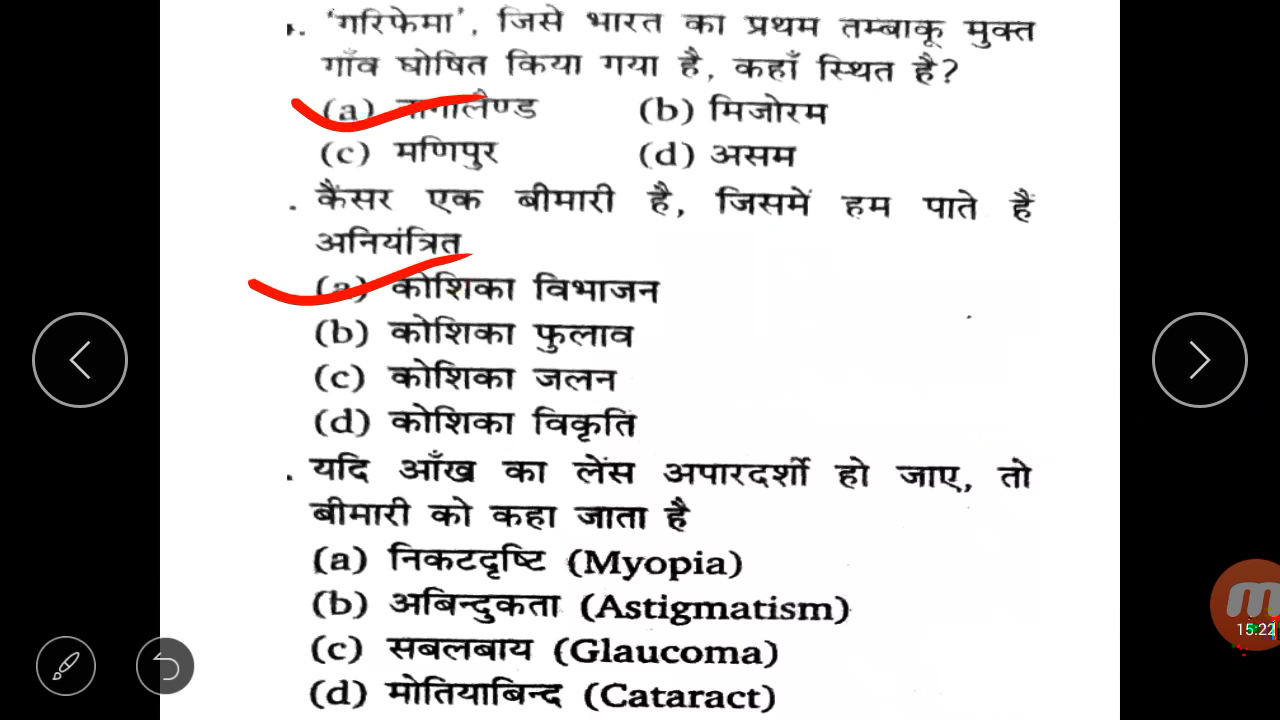 'गरिफेमा', जिसे भारत का प्रथम तम्बाकू मुक्त
गाँव घोषित किया गया है, कहाँ स्थित है?
(a) नागालैण्ड (b) मिजोरम
(c) मणिपुर (d) असम
. कैंसर एक बीमारी है, जिसमें हम पाते हैं
अनियंत्रित
(a) कोशिका विभाजन
(b) कोशिका फुलाव
(c) कोशिका जलन
(d) कोशिका विकृति
. यदि आँख का लेंस अपारदर्शी हो जाए, तो
बीमारी को कहा जाता है
(a) निकटदृष्टि (Myopia)
(b) अबिन्दुकता (Astigmatism)
(c) सबलबाय (Glaucoma)
(d) मोतियाबिन्द (Cataract)
15:22